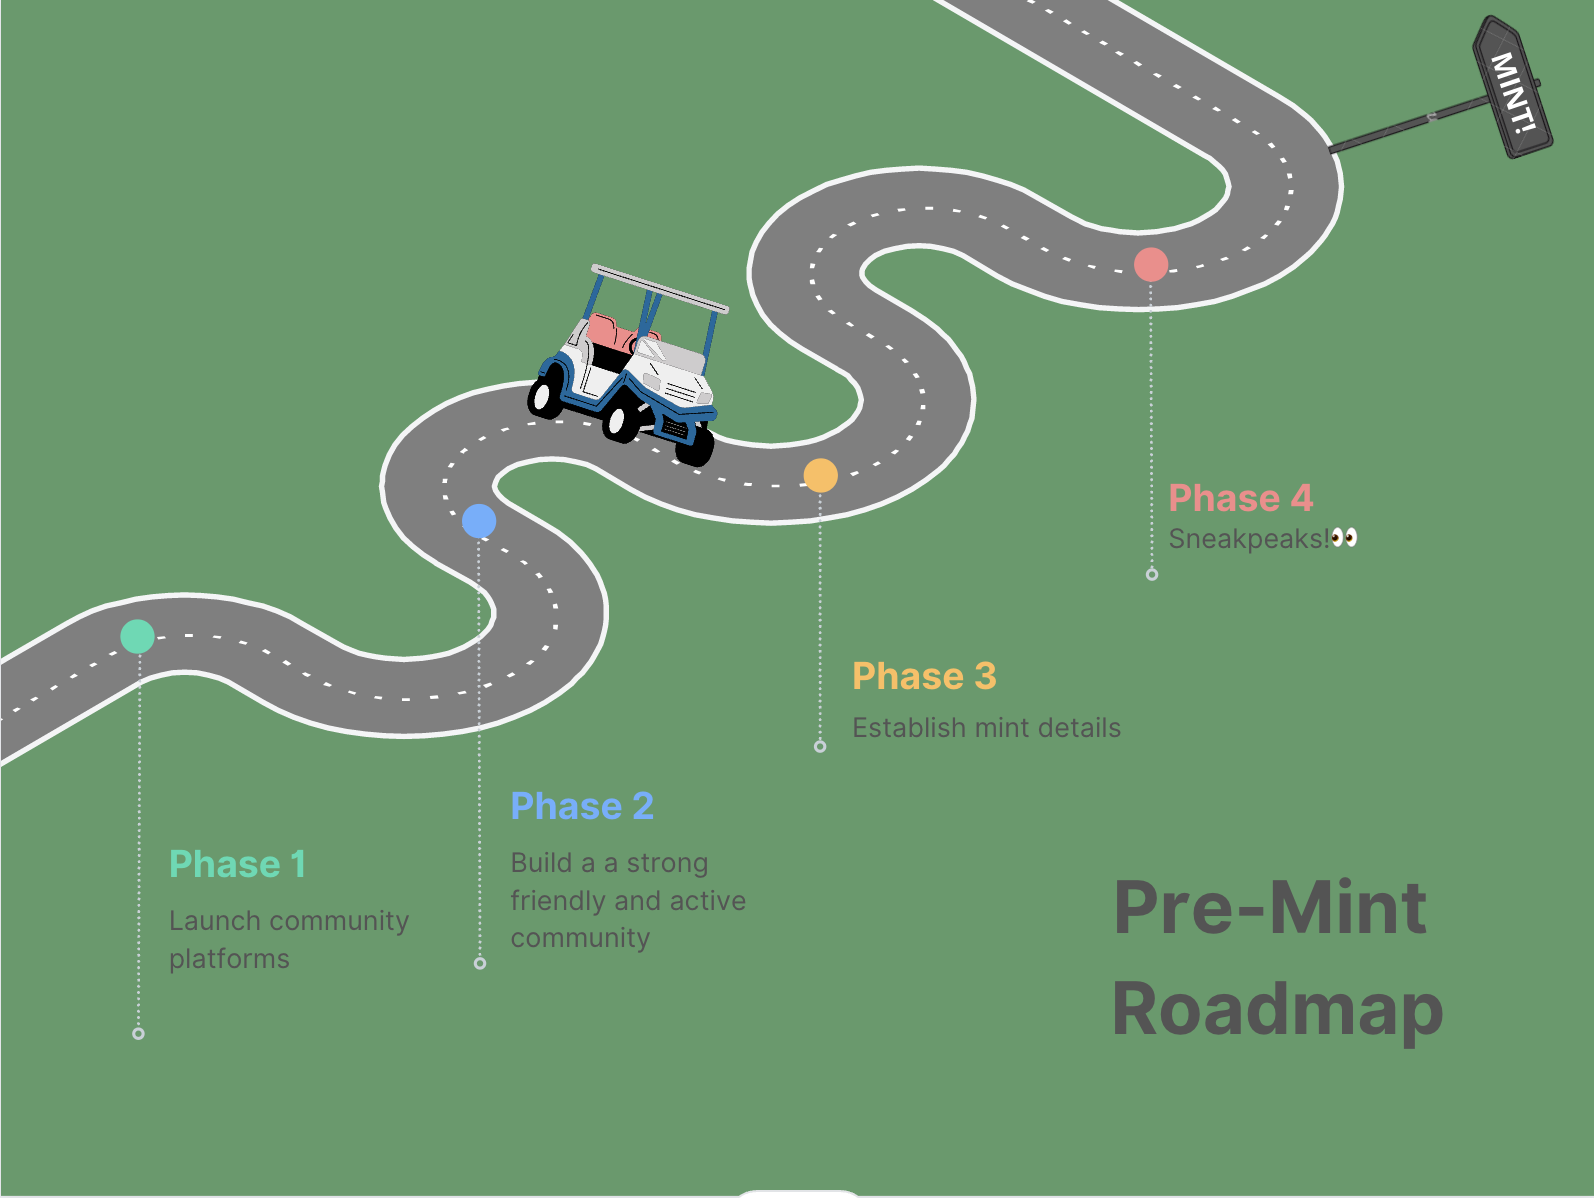 MINT!
Phase 4
Sneakpeaks!👀
Phase 3
Establish mint details
Phase 2
Build a a strong
friendly and active
community
Phase 1
Launch community
platforms
Pre-Mint
Roadmap